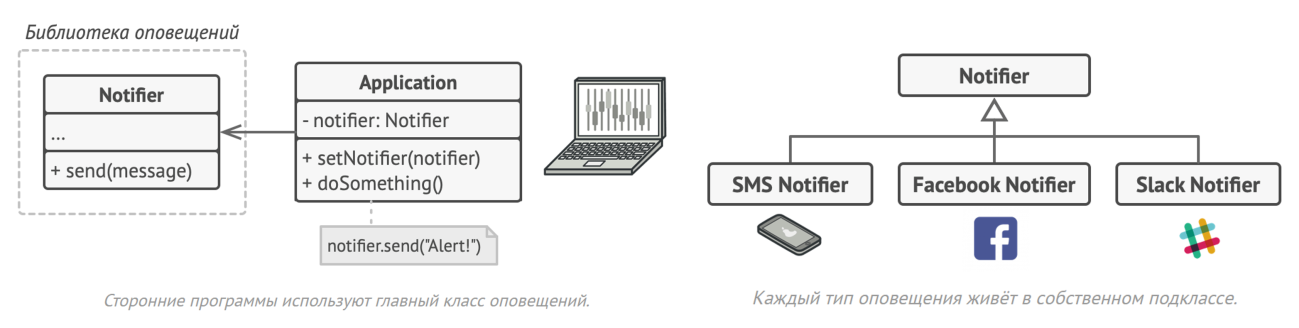 Библиотека оповещений
Notifier
...
+ send(message)
Application
- notifier: Notifier
+ setNotifier(notifier)
+ doSomething()
notifier.send("Alert!")
Сторонние программы используют главный класс оповещений.
Notifier
SMS Notifier
Facebook Notifier
Slack Notifier
Каждый тип оповещения живёт в собственном подклассе.